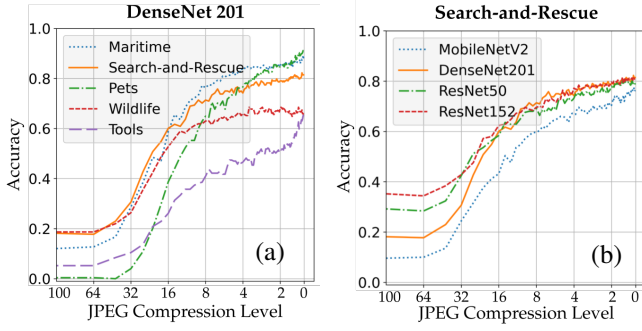 DenseNet 201
Accuracy
1.0
0.8
0.6
0.4
0.2
0.0
Maritime
Search-and-Rescue
Pets
Wildlife
Tools
(a)
100 64 32 16 8 4 2 0
JPEG Compression Level
Search-and-Rescue
Accuracy
1.0
0.8
0.6
0.4
0.2
0.0
MobileNetV2
DenseNet201
ResNet50
ResNet152
(b)
100 64 32 16 8 4 2 0
JPEG Compression Level